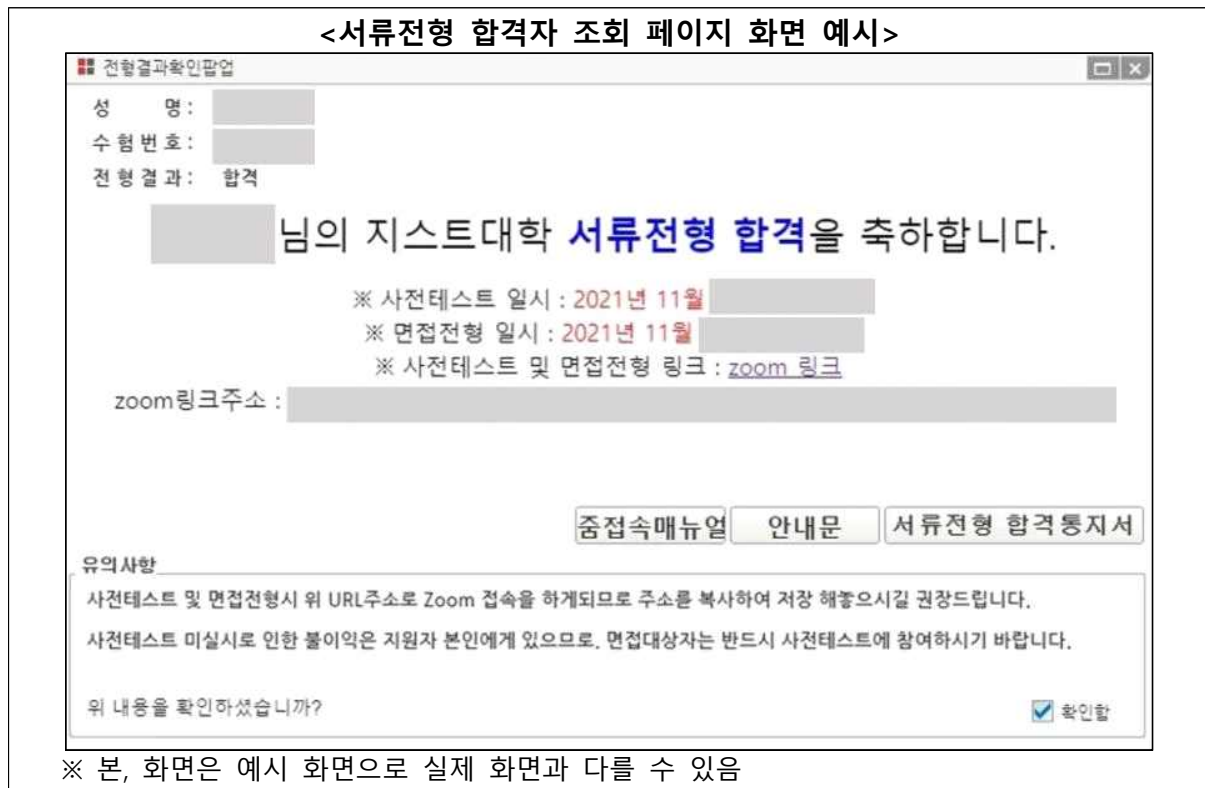 <서류전형 합격자 조회 페이지 화면 예시>
전형결과확인팝업
성 명 :
수험번호 :
전형결과 : 합격
님의 지스트대학 서류전형 합격을 축하합니다.
※ 사전테스트 일시 : 2021년 11월
※ 면접전형 일시 : 2021년 11월
※ 사전테스트 및 면접전형 링크 : zoom 링크
zoom링크주소 :
줌접속매뉴얼 안내문 서류전형 합격통지서
유의사항
사전테스트 및 면접전형시 위 URL주소로 Zoom 접속을 하게되므로 주소를 복사하여 저장 해놓으시길 권장드립니다.
사전테스트 미실시로 인한 불이익은 지원자 본인에게 있으므로, 면접대상자는 반드시 사전테스트에 참여하시기 바랍니다.
위 내용을 확인하셨습니까? 확인함
※ 본, 화면은 예시 화면으로 실제 화면과 다를 수 있음